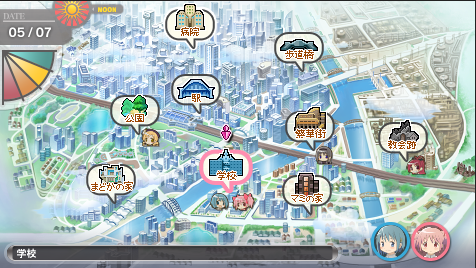 DATE
NOON
05/07
病院
歩道橋
駅
公園
繁華街
教会跡
学校
まどかの家
マミの家
学校